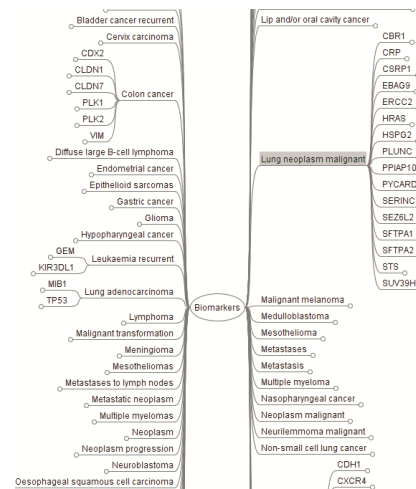 Bladder cancer recurrent
Cervix carcinoma
CDX2
CLDN1
CLDN7
PLK1
PLK2
VIM
Colon cancer
Diffuse large B-cell lymphoma
Endometrial cancer
Epithelioid sarcomas
Gastric cancer
Glioma
Hypopharyngeal cancer
GEM
KIR3DL1
Leukaemia recurrent
MIB1
TP53
Lung adenocarcinoma
Lymphoma
Malignant transformation
Meningioma
Mesotheliomas
Metastases to lymph nodes
Metastatic neoplasm
Multiple myelomas
Neoplasm
Neoplasm progression
Neuroblastoma
Oesophageal squamous cell carcinoma
Biomarkers
Lip and/or oral cavity cancer
Lung neoplasm malignant
CBR1
CRP
CSRP1
EBAG9
ERCC2
HRAS
HSPG2
PLUNC
PPIAP10
PYCARD
SERINC
SEZ6L2
SFTPA1
SFTPA2
STS
SUV39H
Malignant melanoma
Medulloblastoma
Mesothelioma
Metastases
Metastasis
Multiple myeloma
Nasopharyngeal cancer
Neoplasm malignant
Neurilemmoma malignant
Non-small cell lung cancer
CDH1
CXCR4